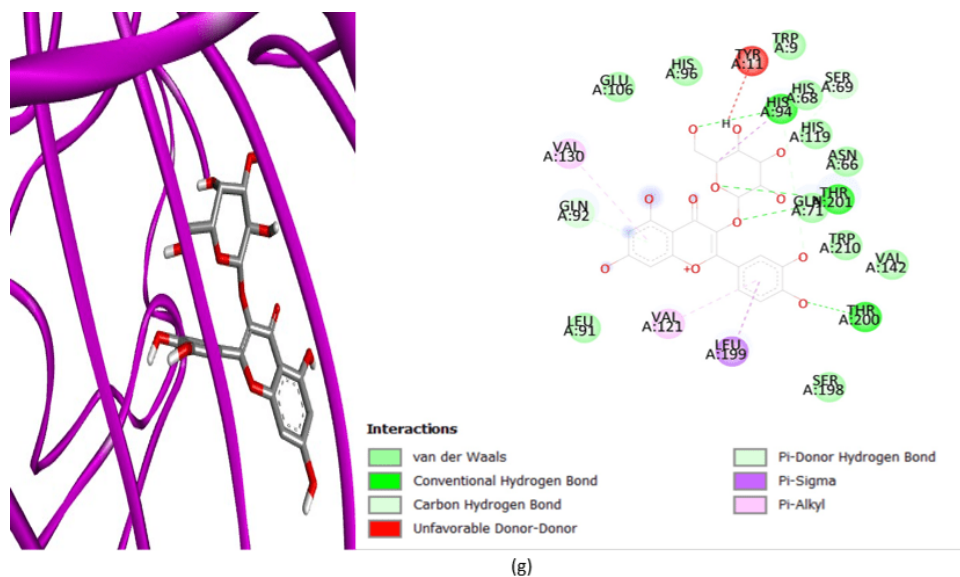 TRP
A:9
TYR
A:11
HIS
A:96
GLU
A:106
SER
A:69
HIS
A:68
HIS
A:94
H
O
O
HIS
A:119
O
VAL
A:130
ASN
A:66
O
THR
A:201
O
GLN
A:71
GLN
A:92
O
O
O
TRP
A:210
O
O
+O
VAL
A:142
O
THR
A:200
LEU
A:91
VAL
A:121
LEU
A:199
SER
A:198
Interactions
van der Waals
Conventional Hydrogen Bond
Carbon Hydrogen Bond
Unfavorable Donor-Donor
Pi-Donor Hydrogen Bond
Pi-Sigma
Pi-Alkyl
(g)